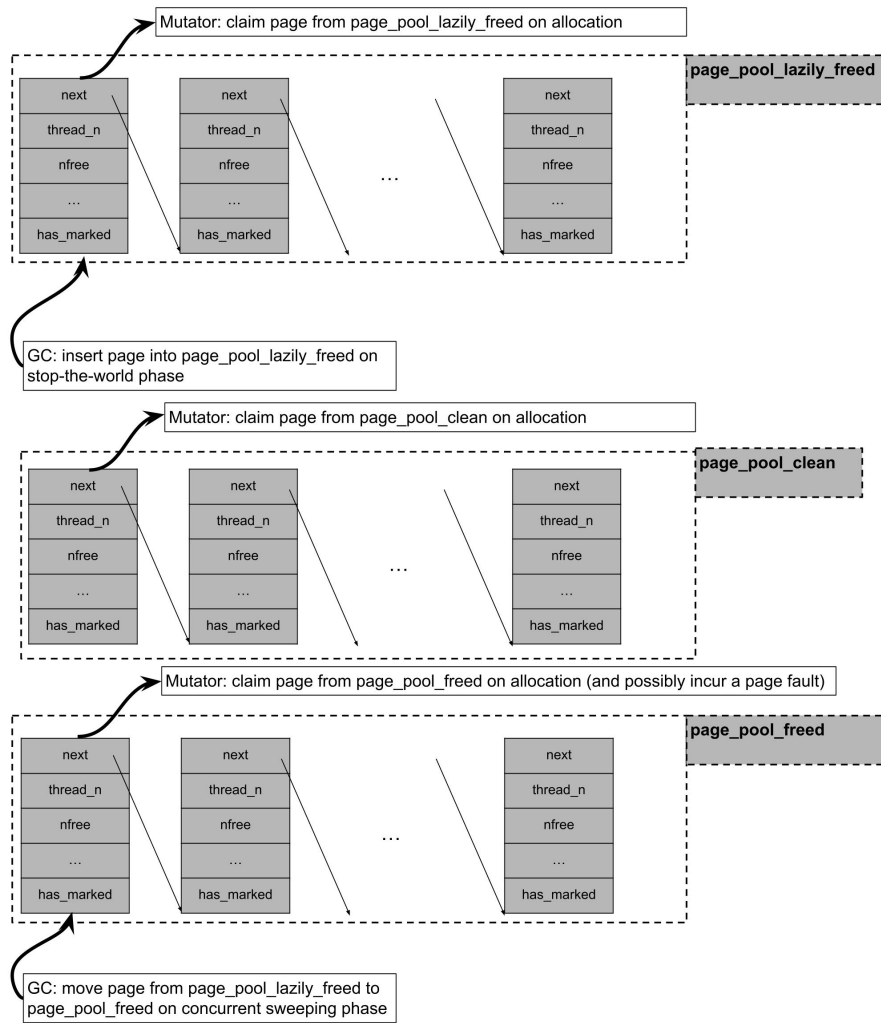 Mutator: claim page from page_pool_lazily_freed on allocation
page_pool_lazily_freed
next
thread_n
nfree
...
has_marked
next
thread_n
nfree
...
has_marked
...
next
thread_n
nfree
...
has_marked
GC: insert page into page_pool_lazily_freed on
stop-the-world phase
Mutator: claim page from page_pool_clean on allocation
page_pool_clean
next
thread_n
nfree
...
has_marked
next
thread_n
nfree
...
has_marked
...
next
thread_n
nfree
...
has_marked
Mutator: claim page from page_pool_freed on allocation (and possibly incur a page fault)
page_pool_freed
next
thread_n
nfree
...
has_marked
next
thread_n
nfree
...
has_marked
...
next
thread_n
nfree
...
has_marked
GC: move page from page_pool_lazily_freed to
page_pool_freed on concurrent sweeping phase